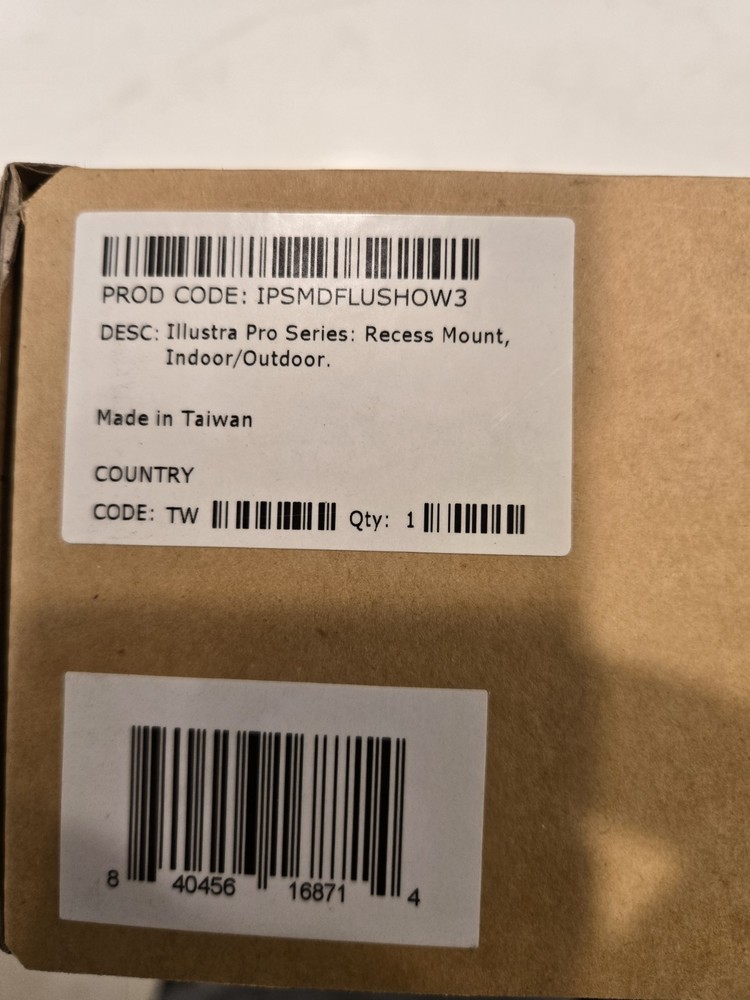 PROD CODE: IPSMDFLUSHOW3
DESC: Illustra Pro Series: Recess Mount,
Indoor/Outdoor.
Made in Taiwan
COUNTRY
CODE: TW Qty: 1
8 40456 16871 4